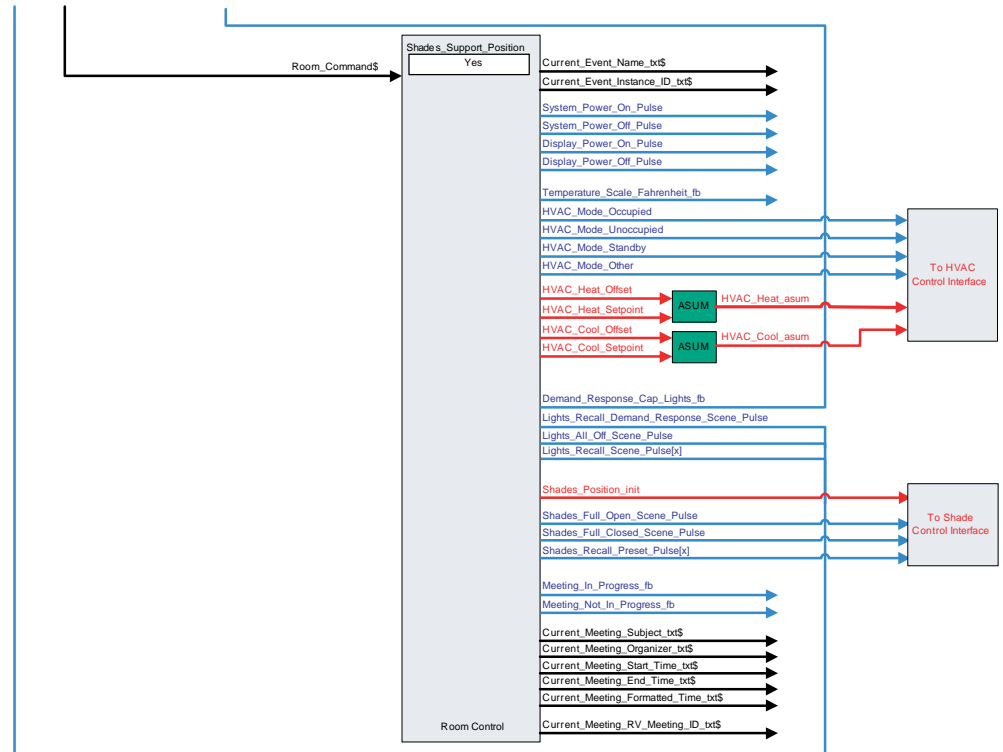 Shades_Support_Position
Yes
Room_Command$
Current_Event_Name_txt$
Current_Event_Instance_ID_txt$
System_Power_On_Pulse
System_Power_Off_Pulse
Display_Power_On_Pulse
Display_Power_Off_Pulse
Temperature_Scale_Fahrenheit_fb
HVAC_Mode_Occupied
HVAC_Mode_Unoccupied
HVAC_Mode_Standby
HVAC_Mode_Other
To HVAC
Control Interface
HVAC_Heat_Offset
HVAC_Heat_Setpoint
ASUM
HVAC_Heat_asum
HVAC_Cool_Offset
HVAC_Cool_Setpoint
ASUM
HVAC_Cool_asum
Demand_Response_Cap_Lights_fb
Lights_Recall_Demand_Response_Scene_Pulse
Lights_All_Off_Scene_Pulse
Lights_Recall_Scene_Pulse[x]
Shades_Position_init
Shades_Full_Open_Scene_Pulse
Shades_Full_Closed_Scene_Pulse
Shades_Recall_Preset_Pulse[x]
To Shade
Control Interface
Meeting_In_Progress_fb
Meeting_Not_In_Progress_fb
Current_Meeting_Subject_txt$
Current_Meeting_Organizer_txt$
Current_Meeting_Start_Time_txt$
Current_Meeting_End_Time_txt$
Current_Meeting_Formatted_Time_txt$
Current_Meeting_RV_Meeting_ID_txt$
Room Control